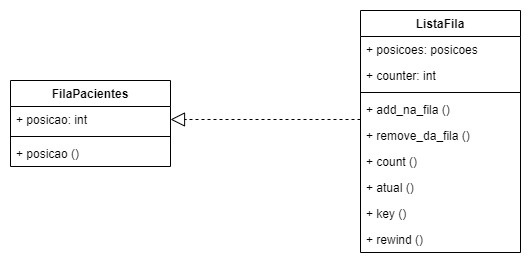 FilaPacientes
+ posicao: int
+ posicao ()
ListaFila
+ posicoes: posicoes
+ counter: int
+ add_na_fila ()
+ remove_da_fila ()
+ count ()
+ atual ()
+ key ()
+ rewind ()